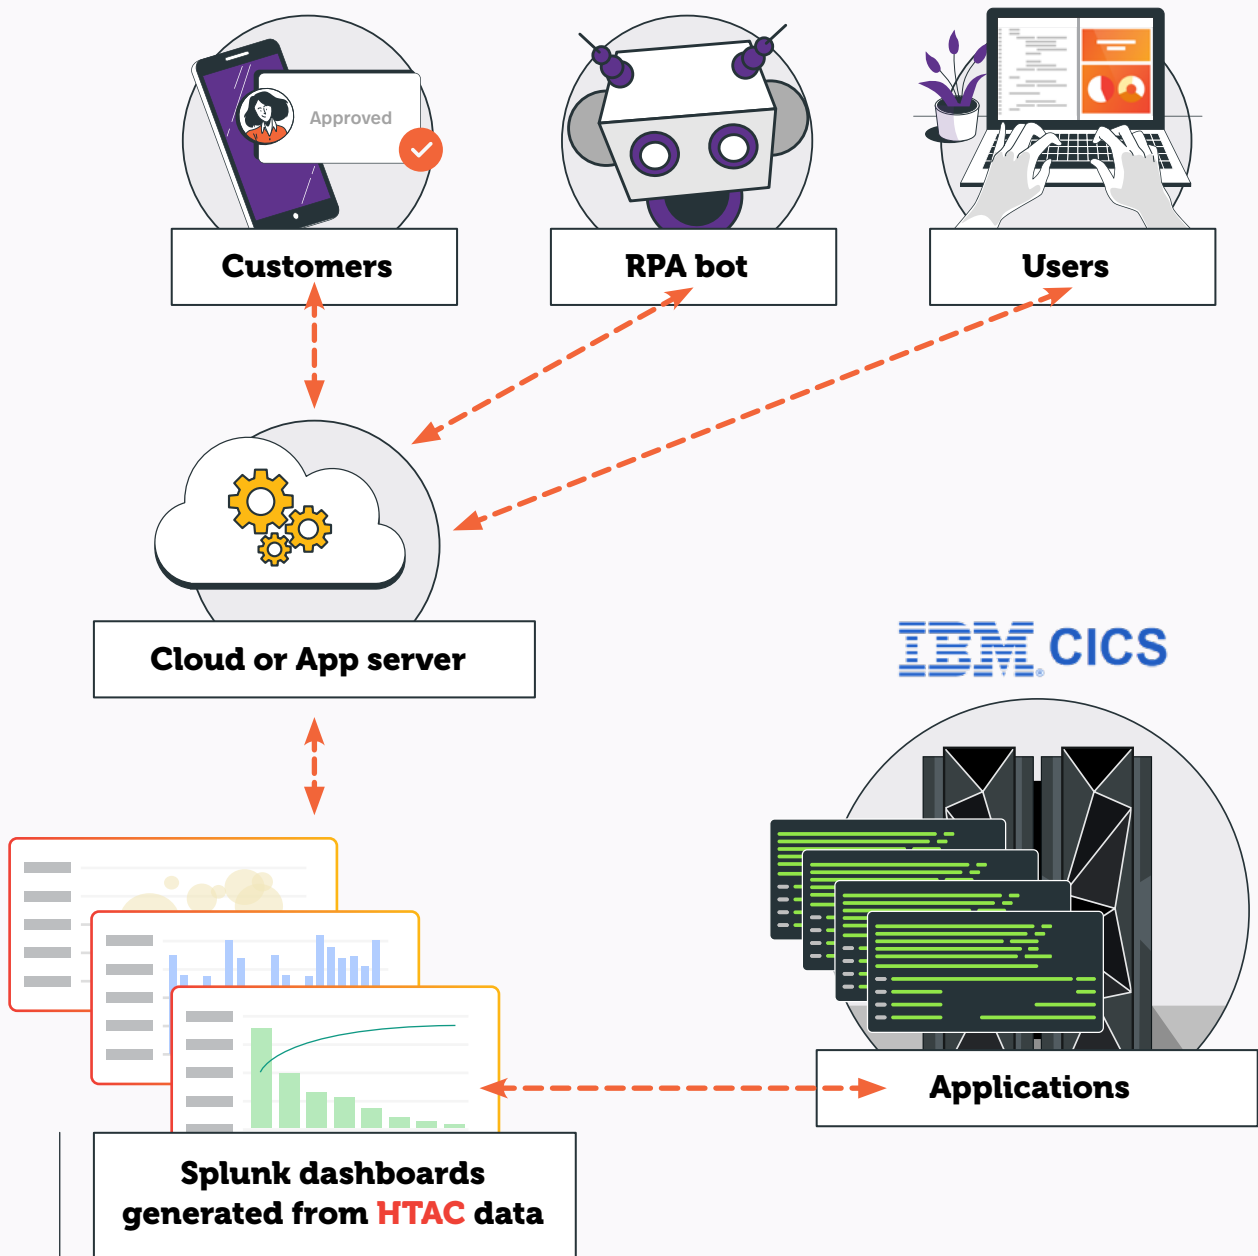 Approved
Customers
RPA bot
Users
Cloud or App server
IBM® CICS
Applications
Splunk dashboards
generated from HTAC data